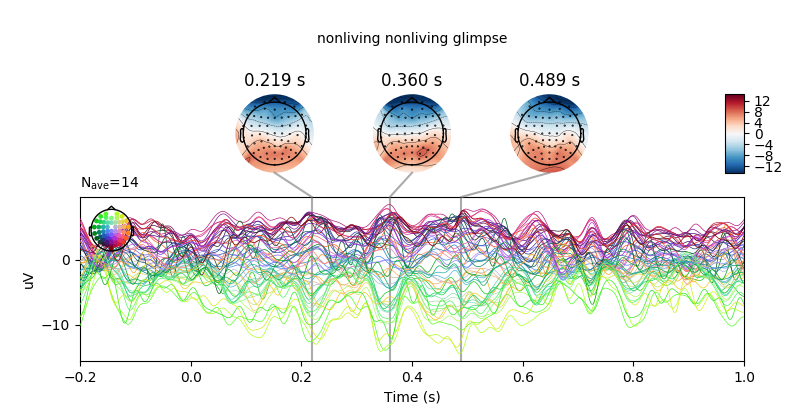 nonliving nonliving glimpse
0.219 s
0.360 s
0.489 s
12
8
4
0
−4
−8
−12
Nave=14
0
−10
uV
−0.2
0.0
0.2
0.4
0.6
0.8
1.0
Time (s)